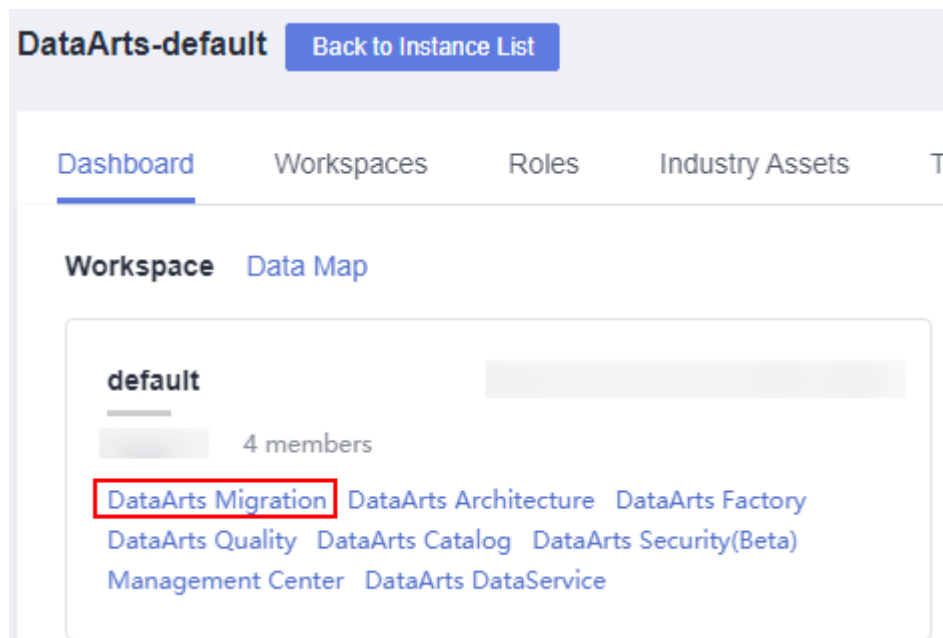 DataArts-default Back to Instance List
Dashboard Workspaces Roles Industry Assets
Workspace Data Map
default
4 members
DataArts Migration DataArts Architecture DataArts Factory
DataArts Quality DataArts Catalog DataArts Security(Beta)
Management Center DataArts DataService